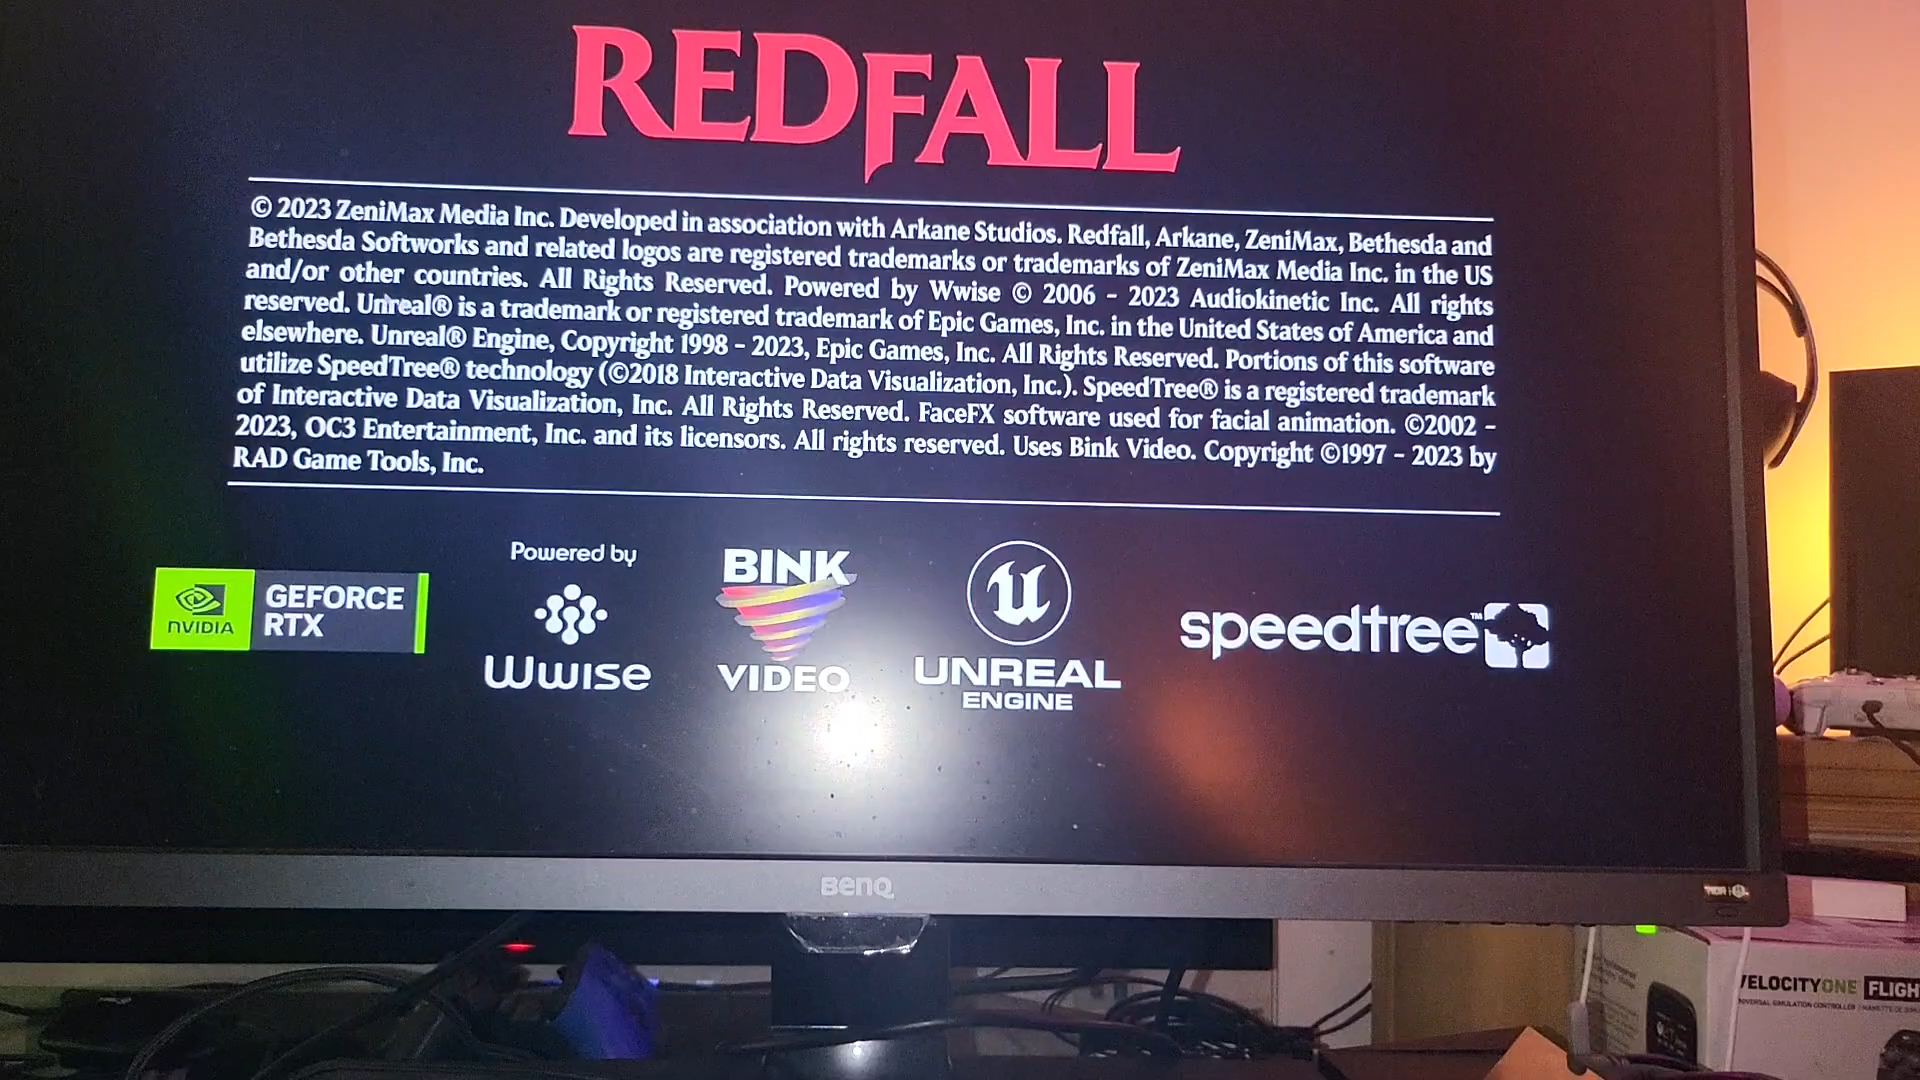 REDFALL
© 2023 ZeniMax Media Inc. Developed in association with Arkane Studios. Redfall, Arkane, ZeniMax, Bethesda and
Bethesda Softworks and related logos are registered trademarks or trademarks of ZeniMax Media Inc. in the US
and/or other countries. All Rights Reserved. Powered by Wwise © 2006 - 2023 Audiokinetic Inc. All rights
reserved. Unreal® is a trademark or registered trademark of Epic Games, Inc. in the United States of America and
elsewhere. Unreal® Engine, Copyright 1998 - 2023, Epic Games, Inc. All Rights Reserved. Portions of this software
utilize SpeedTree® technology (©2018 Interactive Data Visualization, Inc.). SpeedTree® is a registered trademark
of Interactive Data Visualization, Inc. All Rights Reserved. FaceFX software used for facial animation. ©2002 -
2023, OC3 Entertainment, Inc. and its licensors. All rights reserved. Uses Bink Video. Copyright ©1997 - 2023 by
RAD Game Tools, Inc.
nVIDIA
GEFORCE
RTX
Powered by
Wwise
BINK
VIDEO
UNREAL
ENGINE
speedtree™
BenQ
VELOCITYONE FLIGH